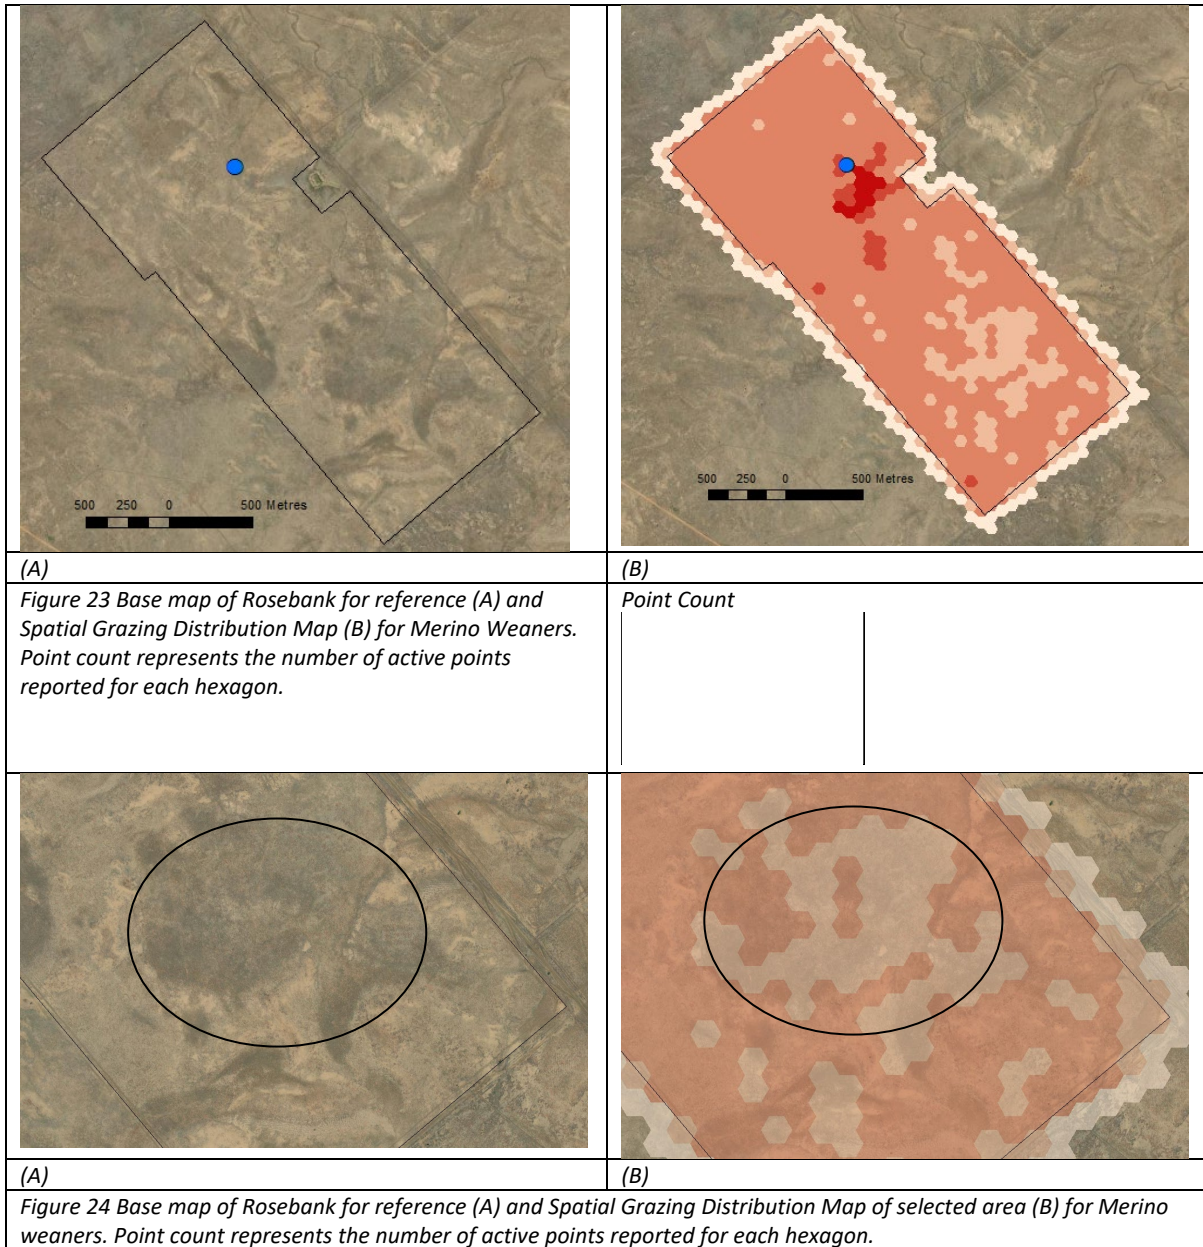 500 250 0 500 Metres
500 250 0 500 Metres
(A)
(B)
Figure 23 Base map of Rosebank for reference (A) and
Spatial Grazing Distribution Map (B) for Merino Weaners.
Point count represents the number of active points
reported for each hexagon.
Point Count
(A)
(B)
Figure 24 Base map of Rosebank for reference (A) and Spatial Grazing Distribution Map of selected area (B) for Merino
weaners. Point count represents the number of active points reported for each hexagon.